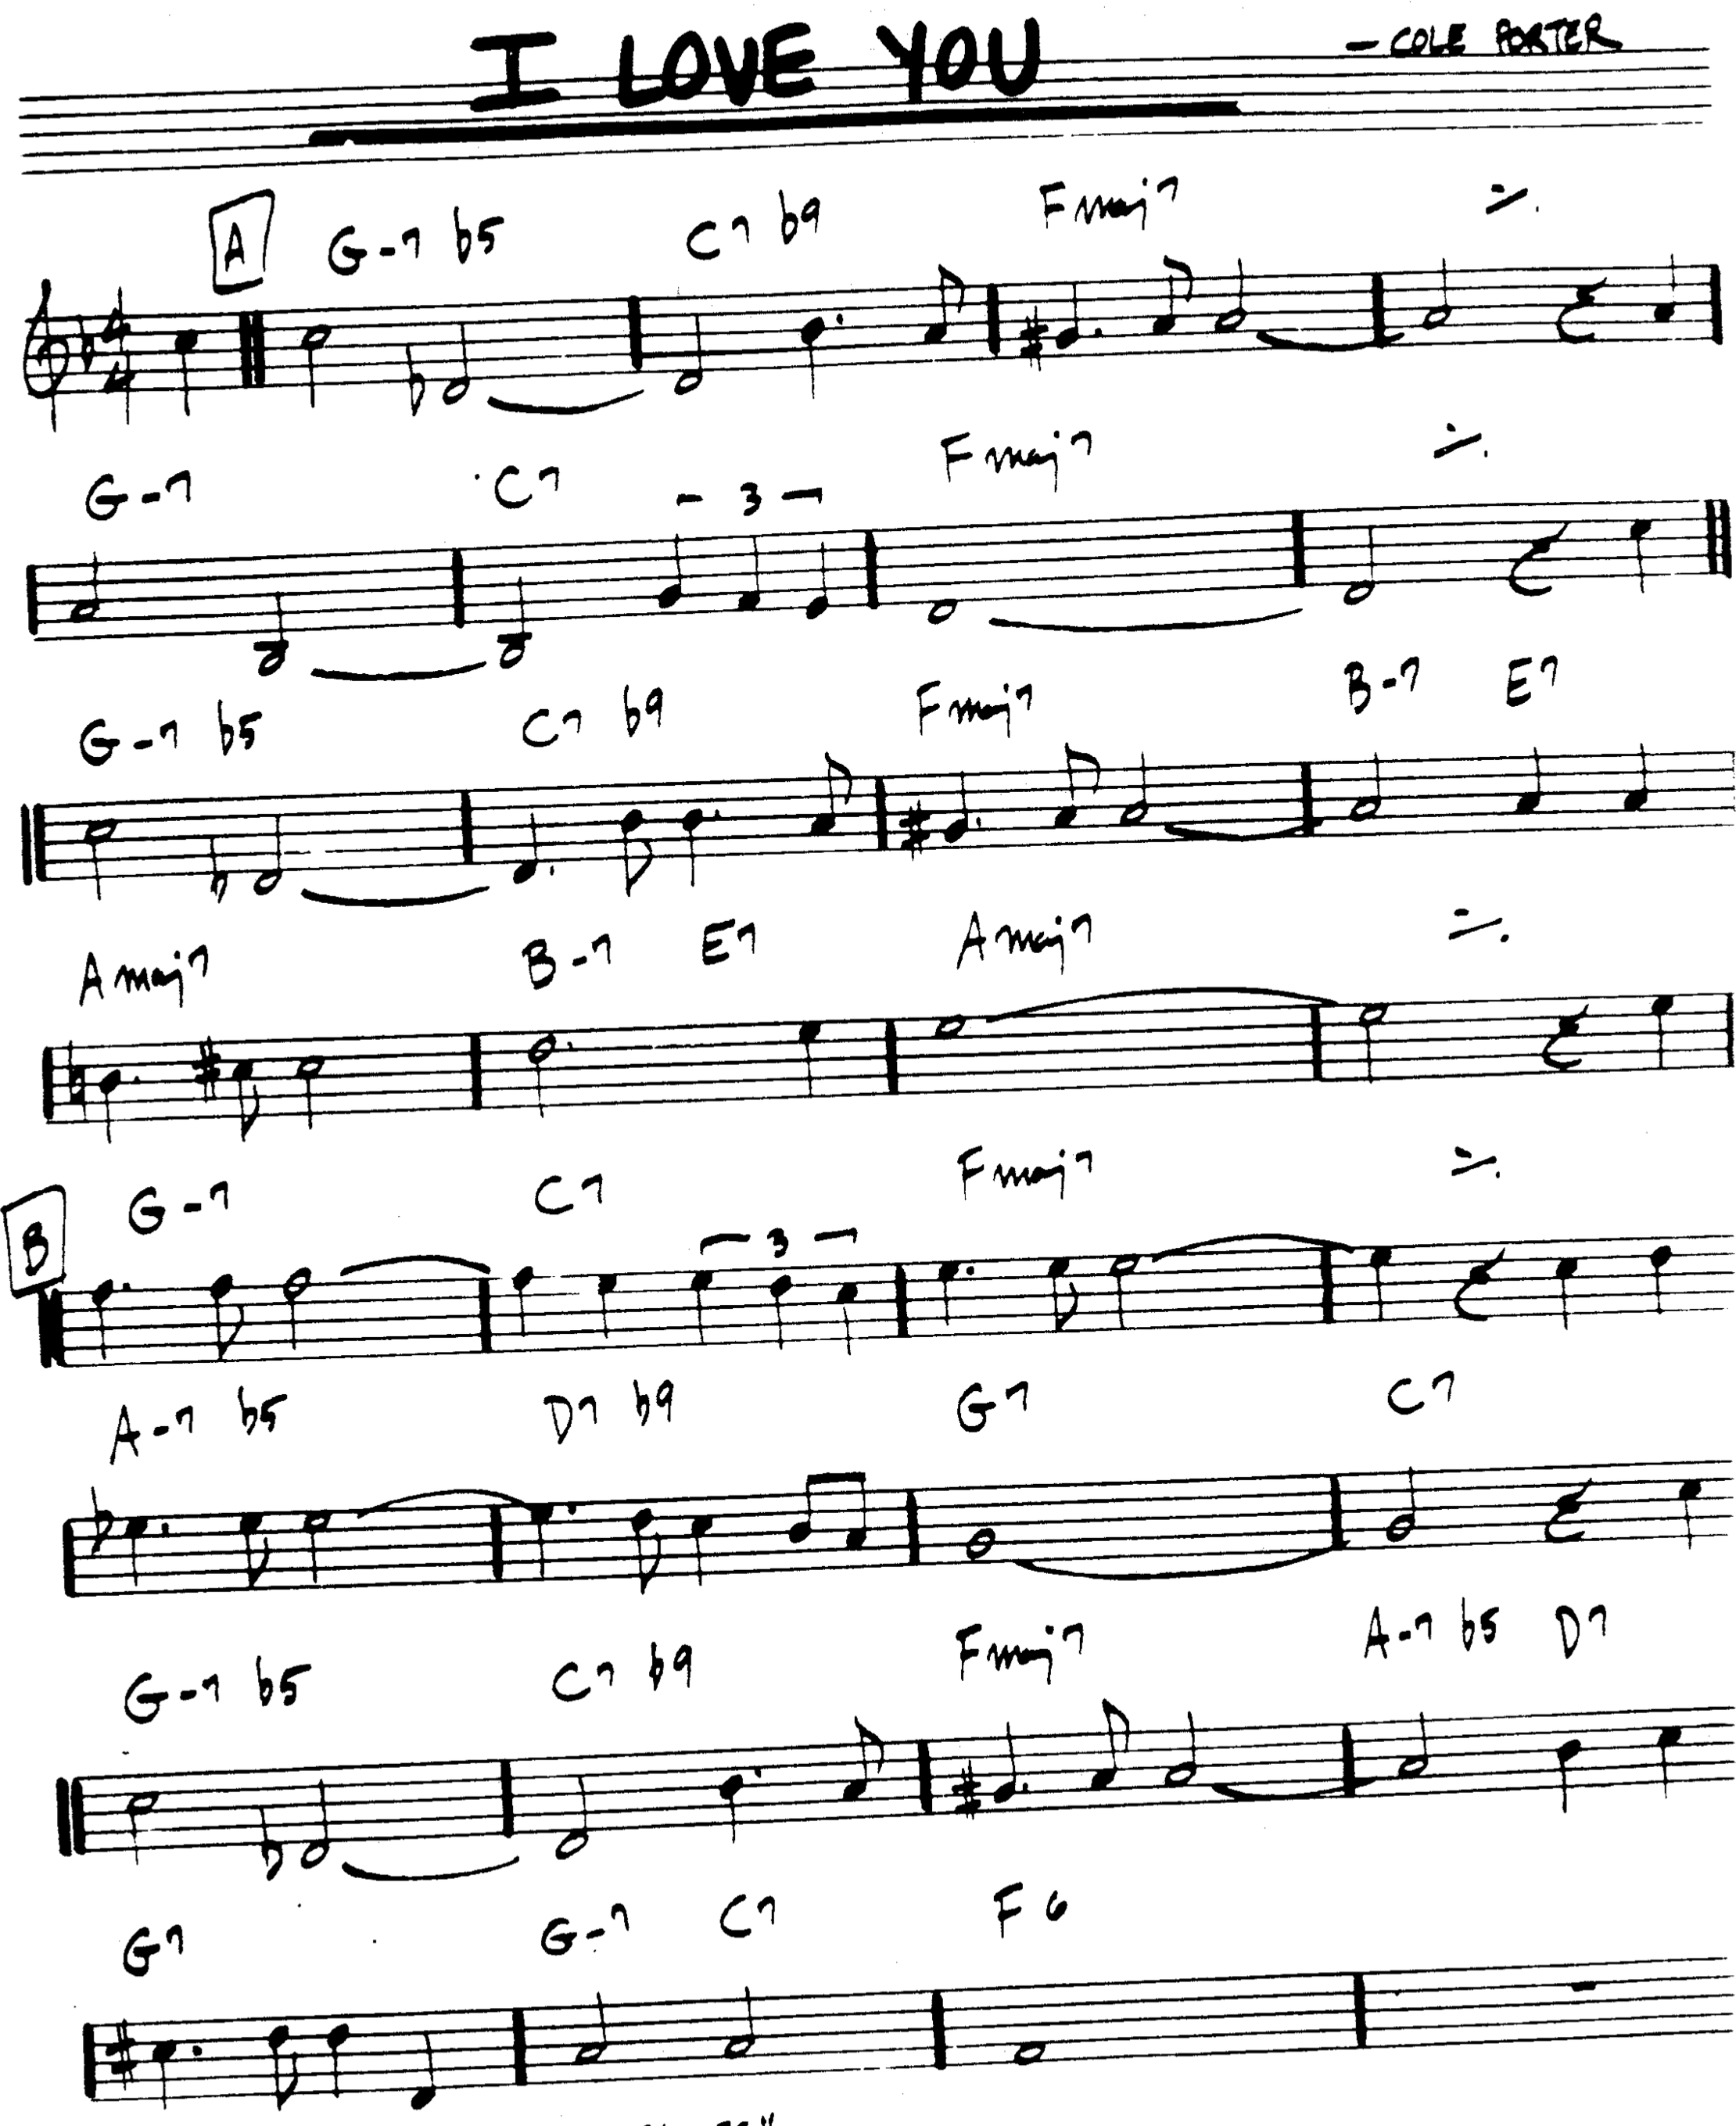 I LOVE YOU — COLE PORTER
A G-7 b5 C7 b9 Fmaj7 ٪
4
4
G-7 C7 - 3 - Fmaj7 ٪
G-7 b5 C7 b9 Fmaj7 B-7 E7
Amaj7 B-7 E7 Amaj7 ٪
B G-7 C7 3 Fmaj7 ٪
A-7 b5 D7 b9 G7 C7
G-7 b5 C7 b9 Fmaj7 A-7 b5 D7
G7 G-7 C7 F6